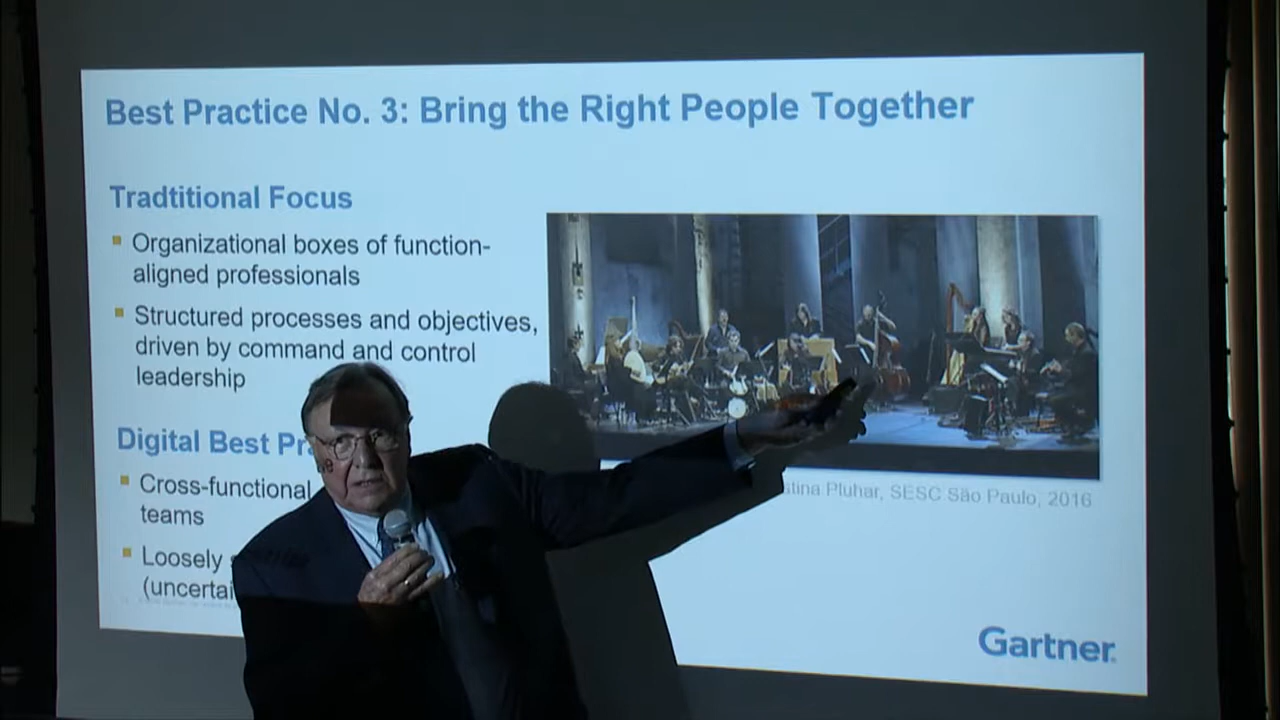 Best Practice No. 3: Bring the Right People Together
Tradtitional Focus
Organizational boxes of function-
aligned professionals
Structured processes and objectives,
driven by command and control
leadership
Digital Best Pr
Cross-functional
teams
Loosely
(uncertai
stina Pluhar, SESC São Paulo, 2016
Gartner